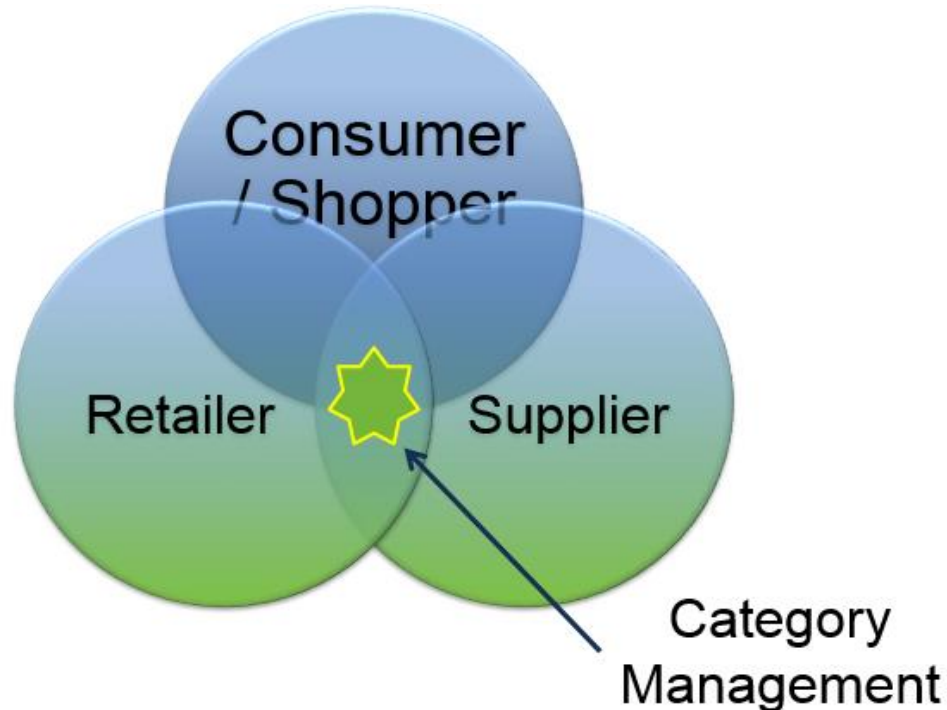 Consumer
/ Shopper
Retailer
Supplier
Category
Management